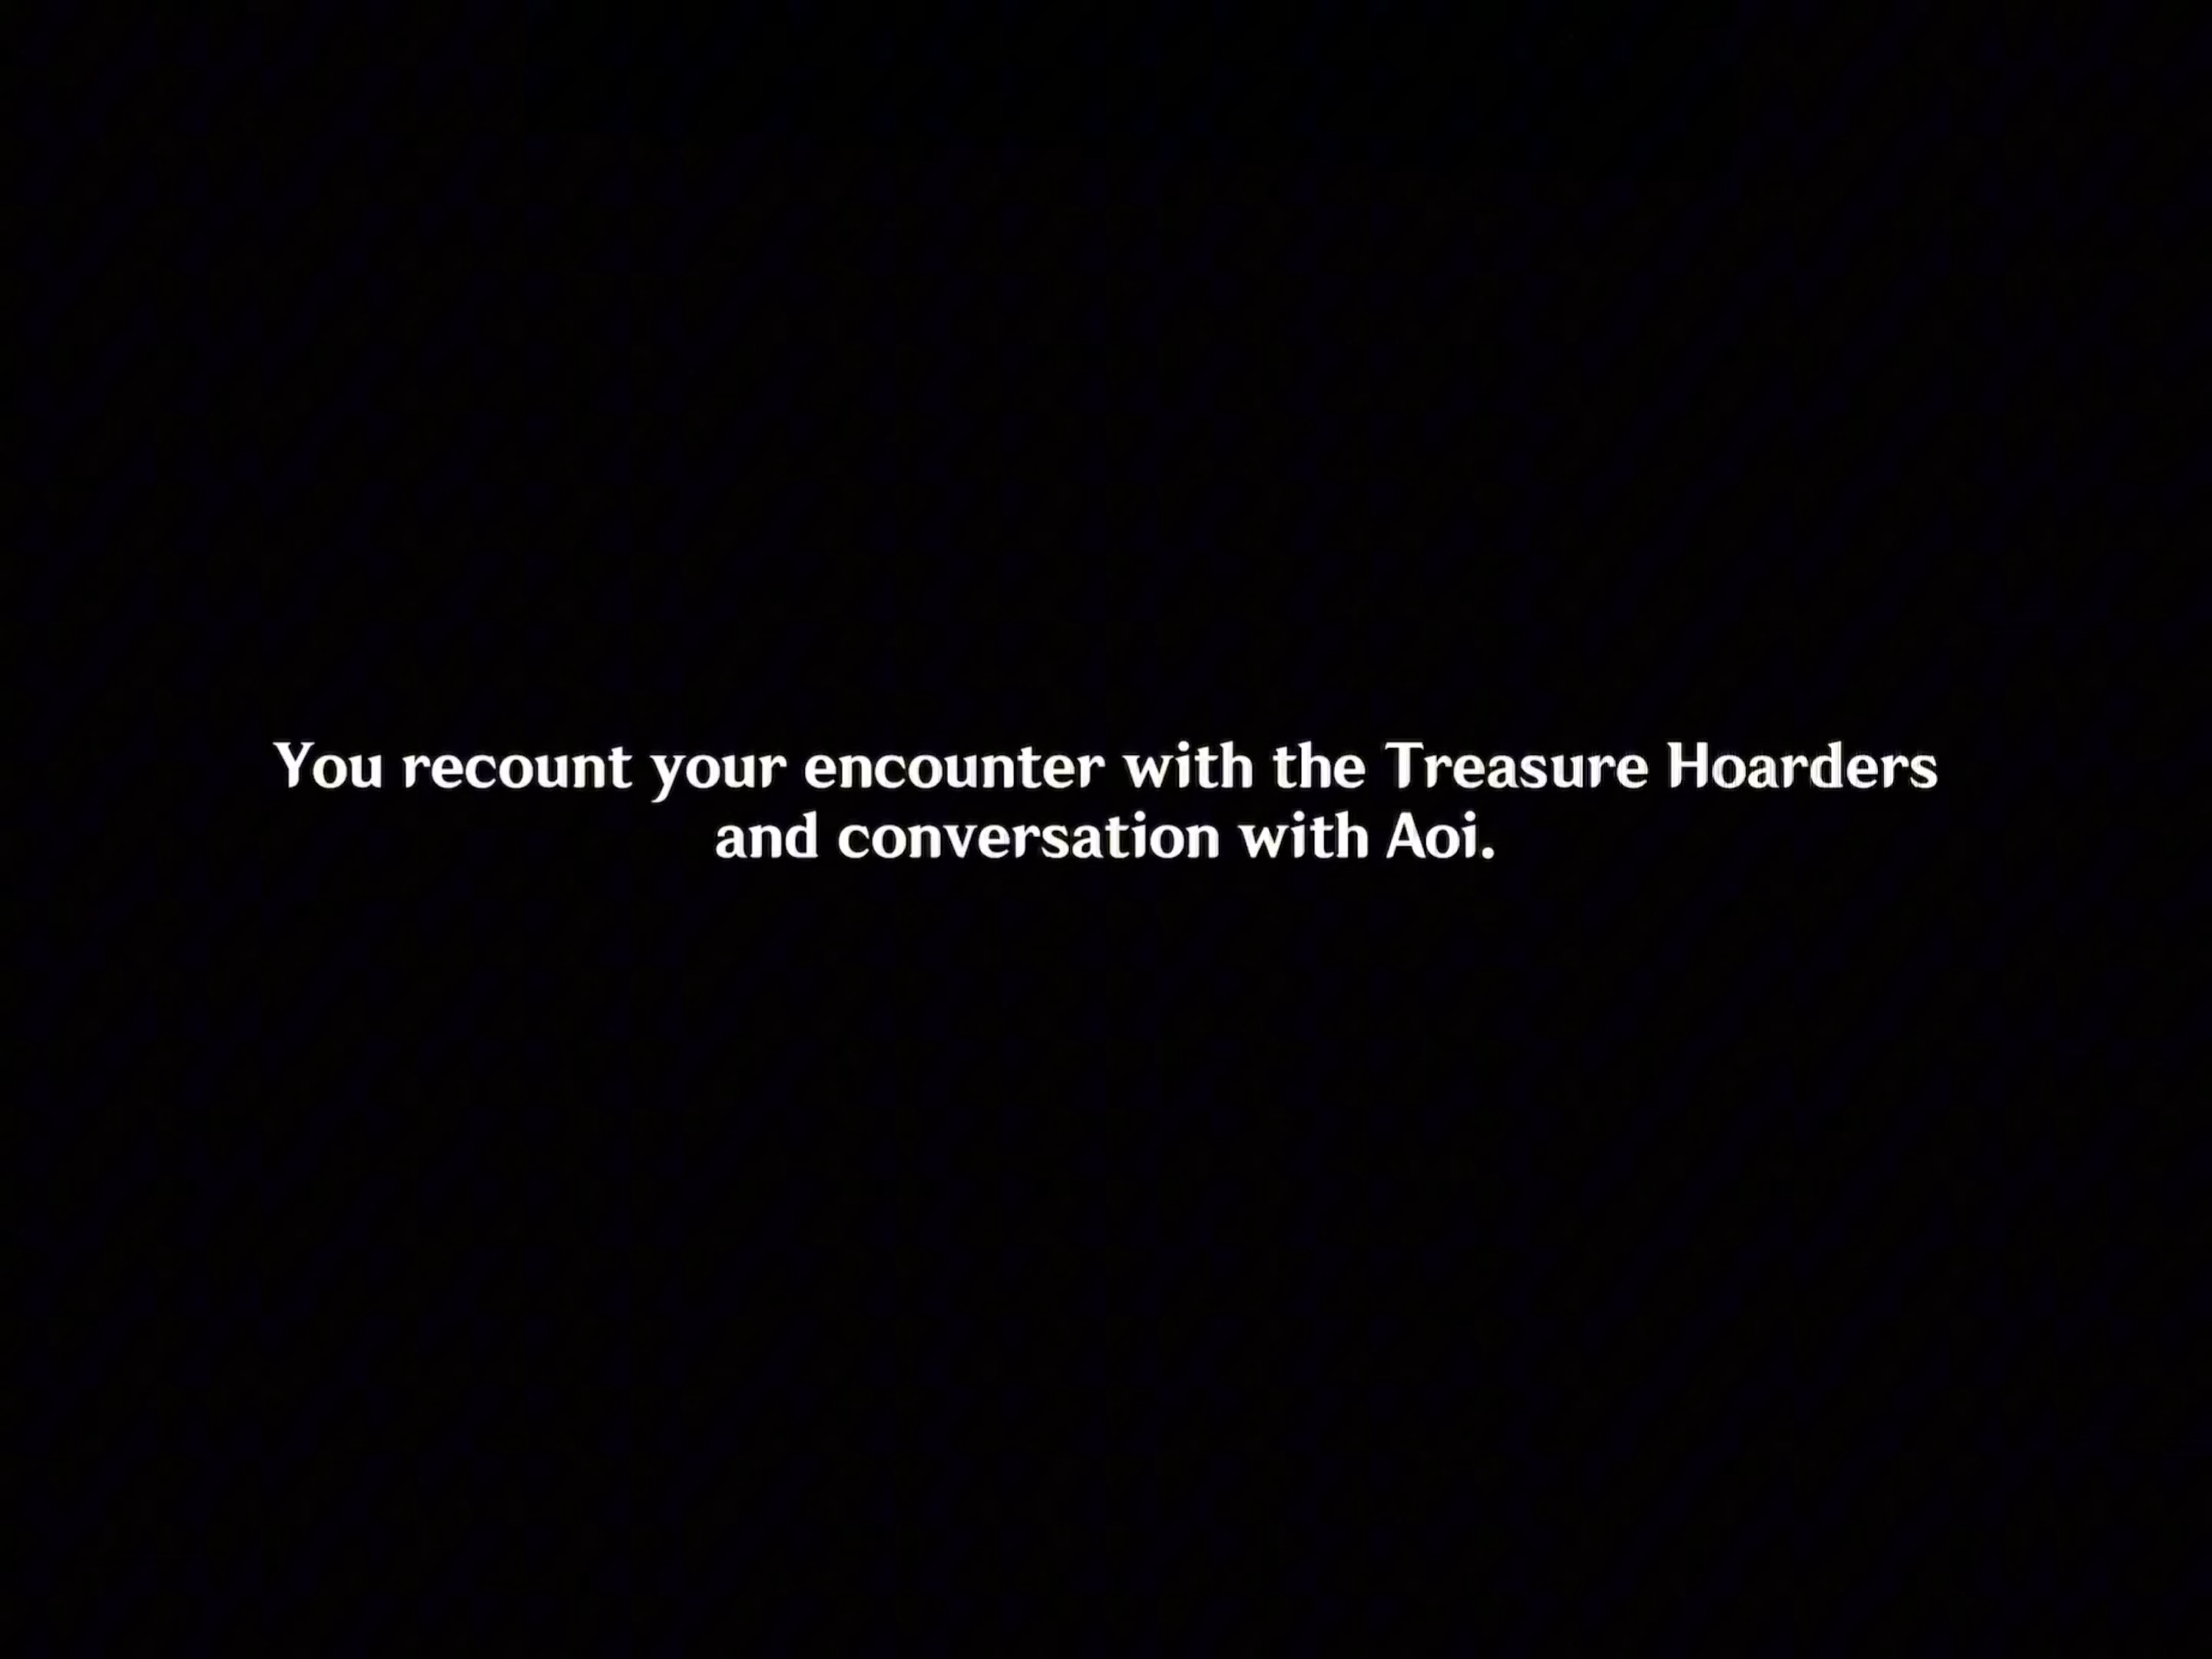 You recount your encounter with the Treasure Hoarders
and conversation with Aoi.